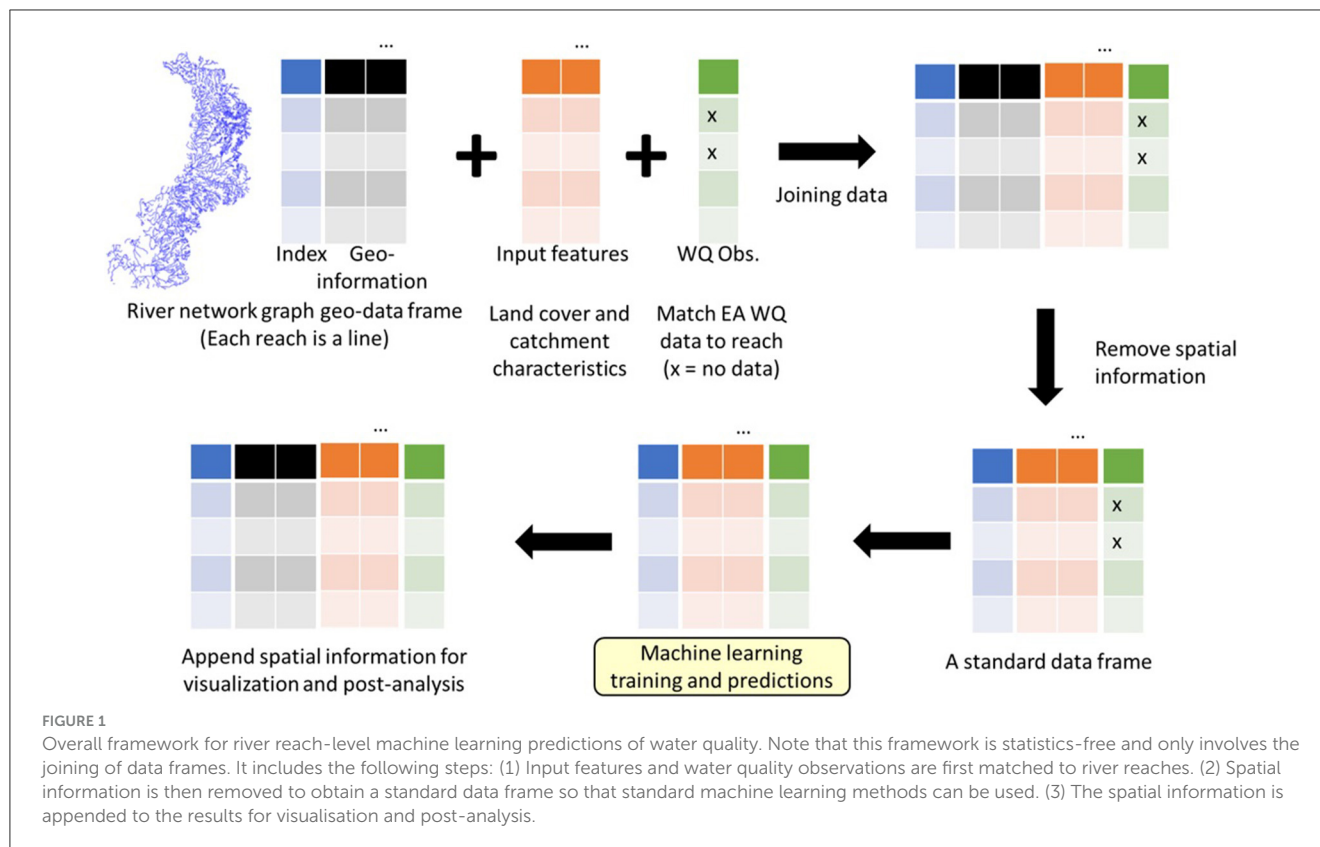 ...
...
...
x
x
x
x
Index
Geo-
information
Input features
WQ Obs.
Joining data
River network graph geo-data frame
(Each reach is a line)
Land cover and
catchment
characteristics
Match EA WQ
data to reach
(x = no data)
Remove spatial
information
...
...
...
x
x
Append spatial information for
visualization and post-analysis
Machine learning
training and predictions
A standard data frame
FIGURE 1
Overall framework for river reach-level machine learning predictions of water quality. Note that this framework is statistics-free and only involves the
joining of data frames. It includes the following steps: (1) Input features and water quality observations are first matched to river reaches. (2) Spatial
information is then removed to obtain a standard data frame so that standard machine learning methods can be used. (3) The spatial information is
appended to the results for visualisation and post-analysis.